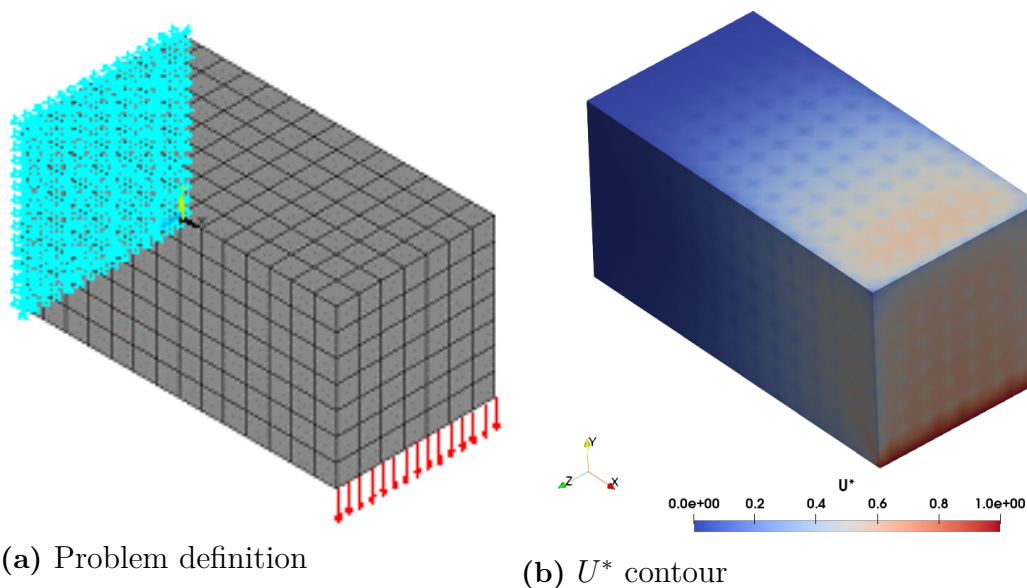 Y
Z
X
U*
0.0e+00 0.2 0.4 0.6 0.8 1.0e+00
(a) Problem definition
(b) U* contour